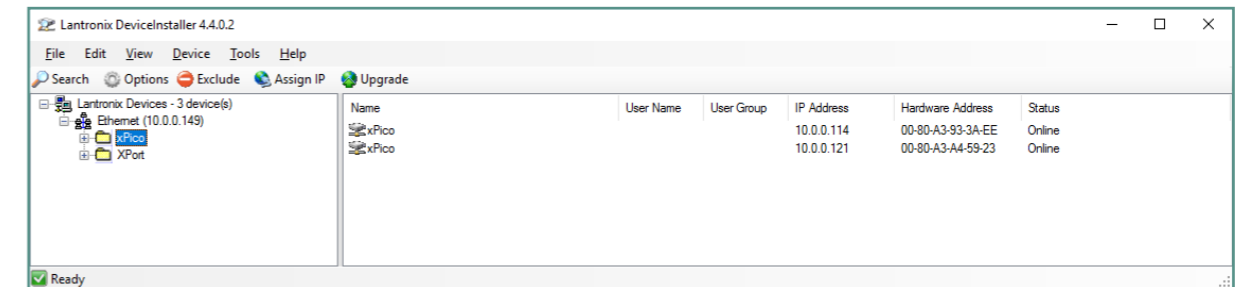 Lantronix DeviceInstaller 4.4.0.2
File Edit View Device Tools Help
Search Options Exclude Assign IP Upgrade
Lantronix Devices - 3 device(s)
Ethernet (10.0.0.149)
xPico
XPort
Name User Name User Group IP Address Hardware Address Status
xPico 10.0.0.114 00-80-A3-93-3A-EE Online
xPico 10.0.0.121 00-80-A3-A4-59-23 Online
Ready